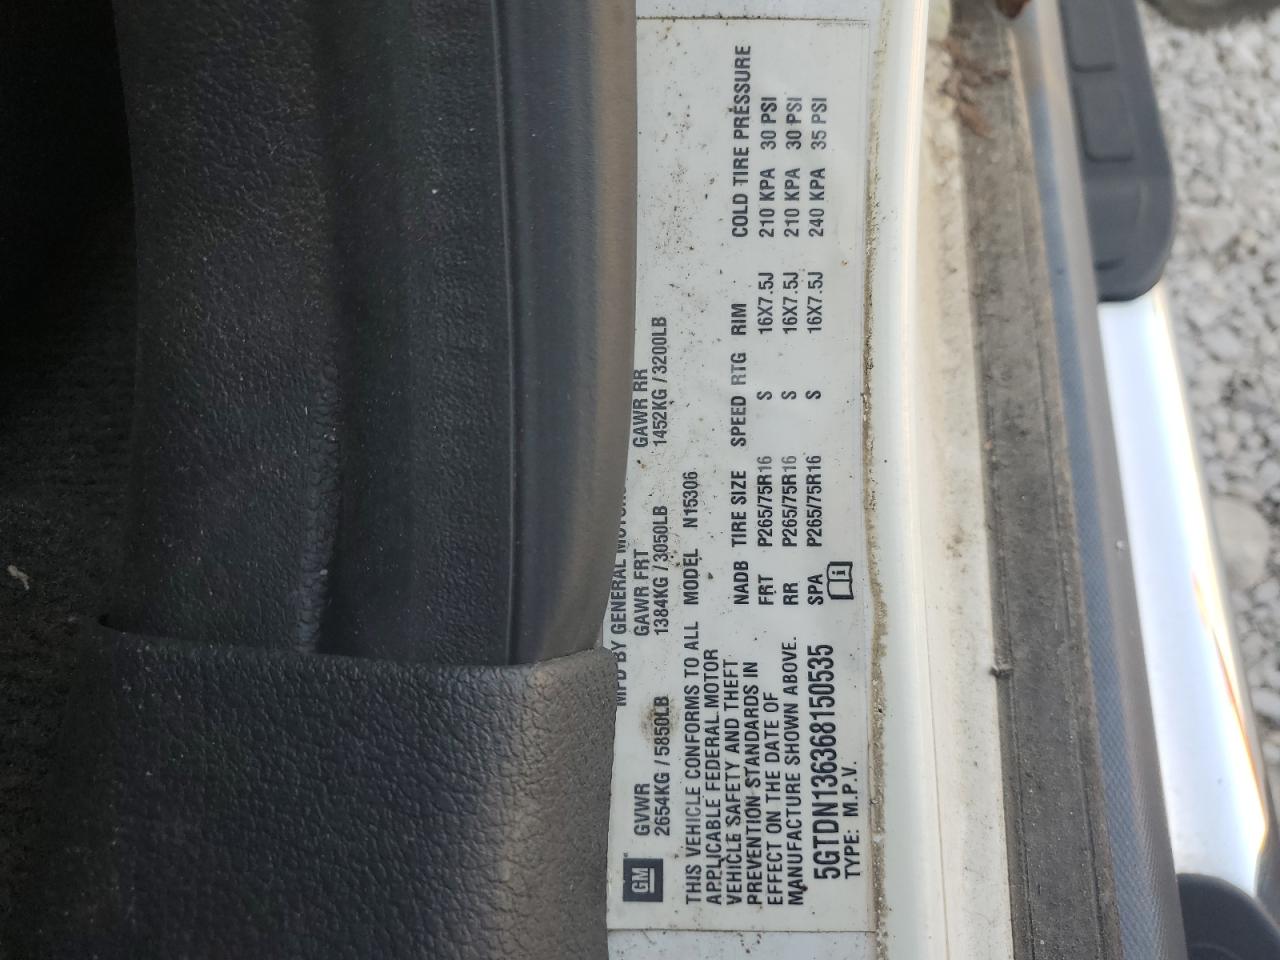 MFD BY GENERAL MOTORS
GM
GVWR GAWR FRT GAWR RR
2654KG / 5850LB 1384KG / 3050LB 1452KG / 3200LB
THIS VEHICLE CONFORMS TO ALL
APPLICABLE FEDERAL MOTOR
VEHICLE SAFETY AND THEFT
PREVENTION STANDARDS IN
EFFECT ON THE DATE OF
MANUFACTURE SHOWN ABOVE.
5GTDN136368150535
TYPE: M.P.V.
MODEL N15306
NADB TIRE SIZE SPEED RTG RIM COLD TIRE PRESSURE
FRT P265/75R16 S 16X7.5J 210 KPA 30 PSI
RR P265/75R16 S 16X7.5J 210 KPA 30 PSI
SPA P265/75R16 S 16X7.5J 240 KPA 35 PSI